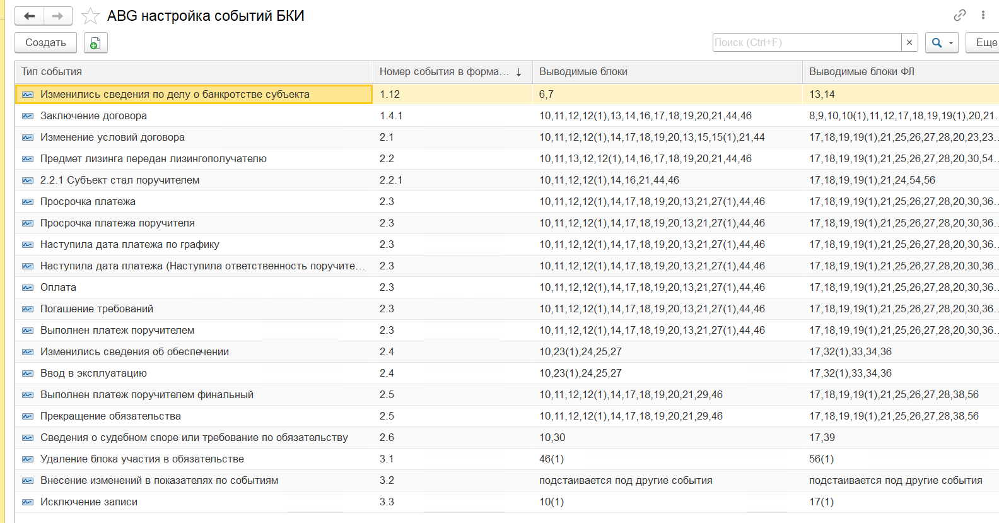 ABG настройка событий БКИ
Создать Поиск (Ctrl+F) × Еще
Тип события Номер события в форма... ↓ Выводимые блоки Выводимые блоки ФЛ
Изменились сведения по делу о банкротстве субъекта 1.12 6,7 13,14
Заключение договора 1.4.1 10,11,12,12(1),13,14,16,17,18,19,20,21,44,46 8,9,10,10(1),11,12,17,18,19,19(1),20,21...
Изменение условий договора 2.1 10,11,12,12(1),14,17,18,19,20,13,15,15(1),21,44 17,18,19,19(1),21,25,26,27,28,20,23,23...
Предмет лизинга передан лизингополучателю 2.2 10,11,13,12,12(1),14,16,17,18,19,20,21,44,46 17,18,19,19(1),21,25,26,27,28,20,30,54...
2.2.1 Субъект стал поручителем 2.2.1 10,11,12,12(1),14,16,21,44,46 17,18,19,19(1),21,24,54,56
Просрочка платежа 2.3 10,11,12,12(1),14,17,18,19,20,13,21,27(1),44,46 17,18,19,19(1),21,25,26,27,28,20,30,36...
Просрочка платежа поручителя 2.3 10,11,12,12(1),14,17,18,19,20,13,21,27(1),44,46 17,18,19,19(1),21,25,26,27,28,20,30,36...
Наступила дата платежа по графику 2.3 10,11,12,12(1),14,17,18,19,20,13,21,27(1),44,46 17,18,19,19(1),21,25,26,27,28,20,30,36...
Наступила дата платежа (Наступила ответственность поручите... 2.3 10,11,12,12(1),14,17,18,19,20,13,21,27(1),44,46 17,18,19,19(1),21,25,26,27,28,20,30,36...
Оплата 2.3 10,11,12,12(1),14,17,18,19,20,13,21,27(1),44,46 17,18,19,19(1),21,25,26,27,28,20,30,36...
Погашение требований 2.3 10,11,12,12(1),14,17,18,19,20,13,21,27(1),44,46 17,18,19,19(1),21,25,26,27,28,20,30,36...
Выполнен платеж поручителем 2.3 10,11,12,12(1),14,17,18,19,20,13,21,27(1),44,46 17,18,19,19(1),21,25,26,27,28,20,30,36...
Изменились сведения об обеспечении 2.4 10,23(1),24,25,27 17,32(1),33,34,36
Ввод в эксплуатацию 2.4 10,23(1),24,25,27 17,32(1),33,34,36
Выполнен платеж поручителем финальный 2.5 10,11,12,12(1),14,17,18,19,20,21,29,46 17,18,19,19(1),21,25,26,27,28,38,56
Прекращение обязательства 2.5 10,11,12,12(1),14,17,18,19,20,21,29,46 17,18,19,19(1),21,25,26,27,28,38,56
Сведения о судебном споре или требование по обязательству 2.6 10,30 17,39
Удаление блока участия в обязательстве 3.1 46(1) 56(1)
Внесение изменений в показателях по событиям 3.2 подстаивается под другие события подстаивается под другие события
Исключение записи 3.3 10(1) 17(1)